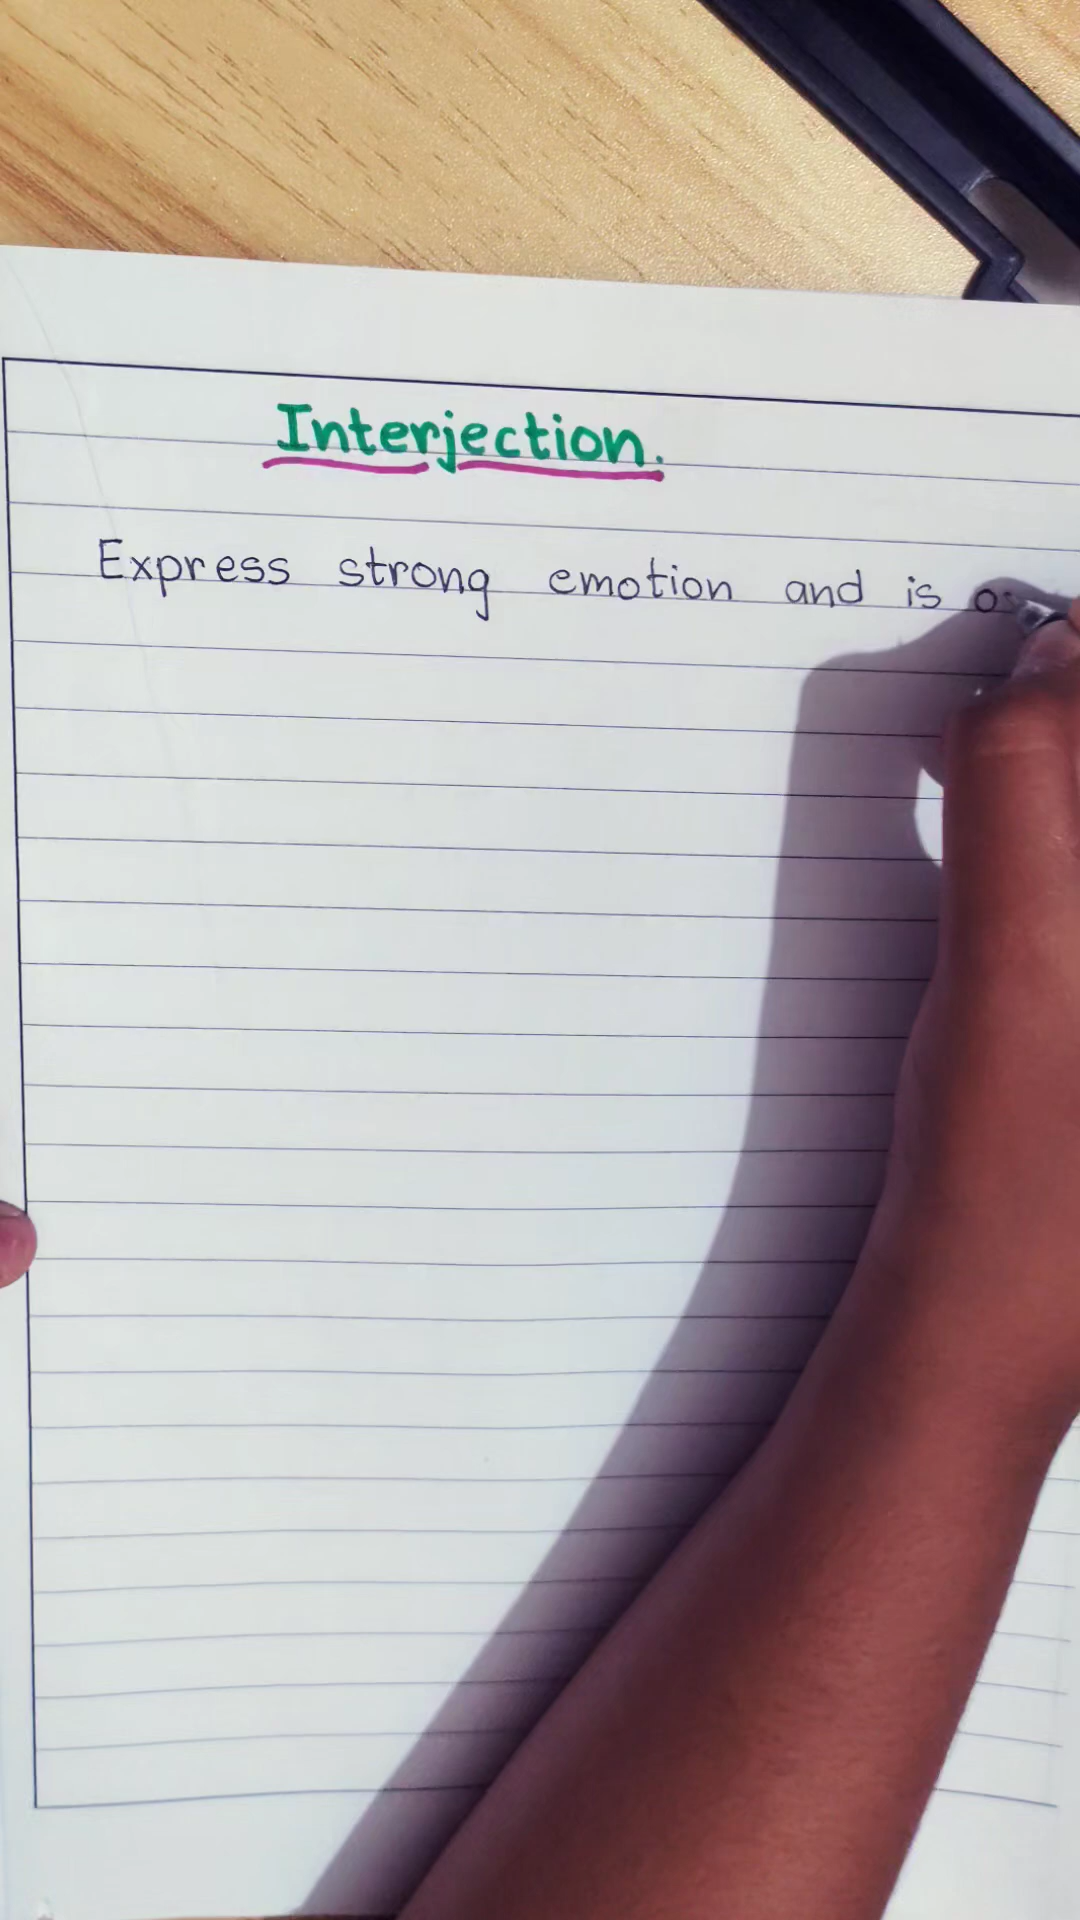 Interjection.
Express strong emotion and is